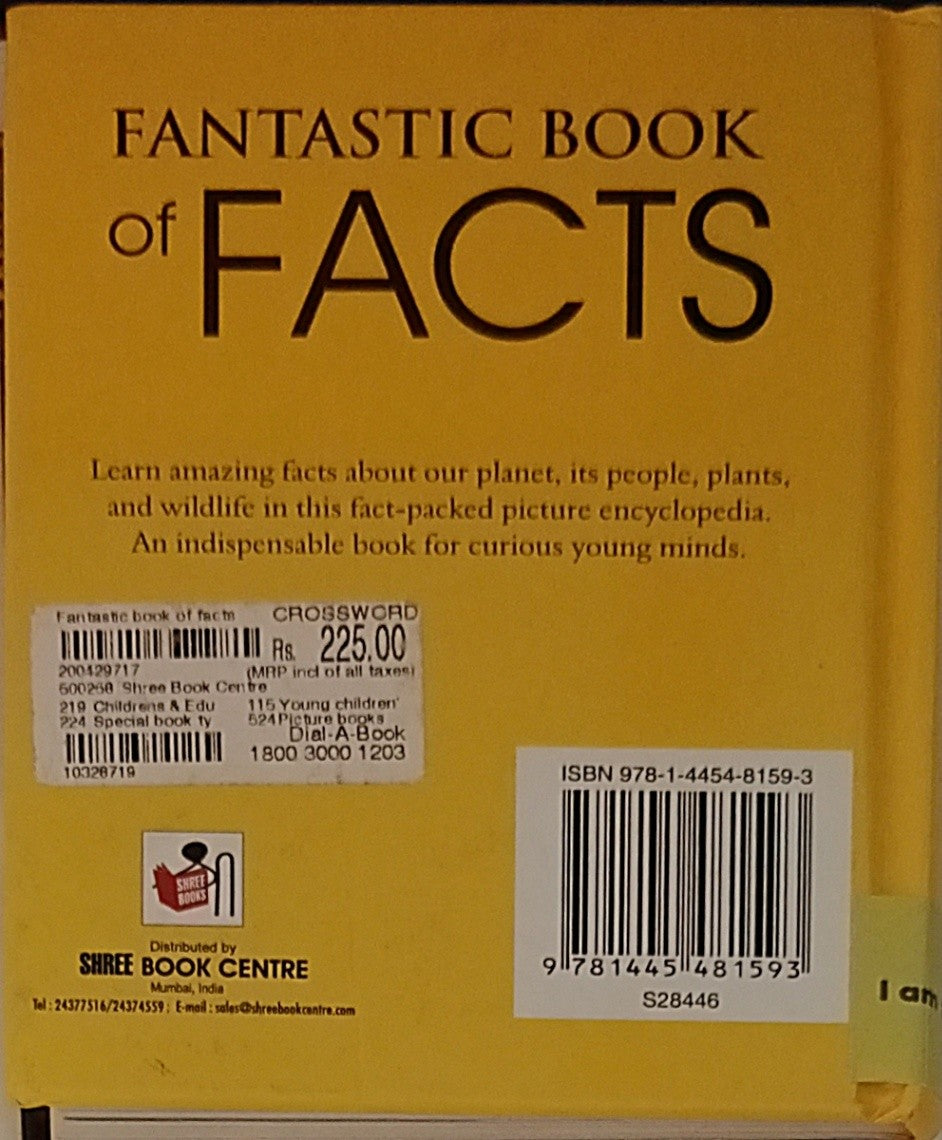 FANTASTIC BOOK
of FACTS
Learn amazing facts about our planet, its people, plants,
and wildlife in this fact-packed picture encyclopedia.
An indispensable book for curious young minds.
Fantastic book of facts CROSSWORD
Rs. 225.00
200429717 (MRP incl of all taxes)
500250 Shree Book Centre
219 Childrens & Edu 115 Young children'
224 Special book ty 524 Picture books
Dial-A-Book
1800 3000 1203
10328719
ISBN 978-1-4454-8159-3
9 781445 481593
S28446
SHREE
BOOKS
Distributed by
SHREE BOOK CENTRE
Mumbai, India
Tel : 24377516/24374559 ; E-mail : sales@shreebookcentre.com
I am